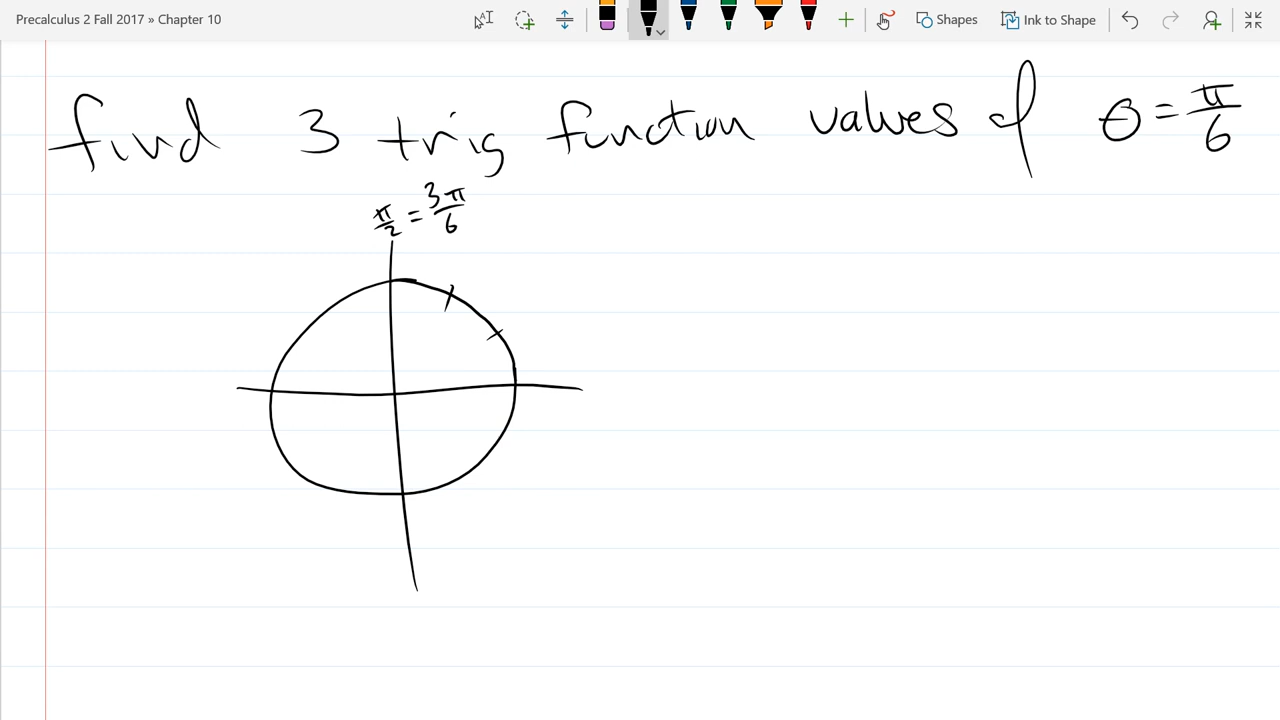 Precalculus 2 Fall 2017 » Chapter 10
Shapes
Ink to Shape
find 3 trig function values of θ = π/6
π/2 = 3π/6